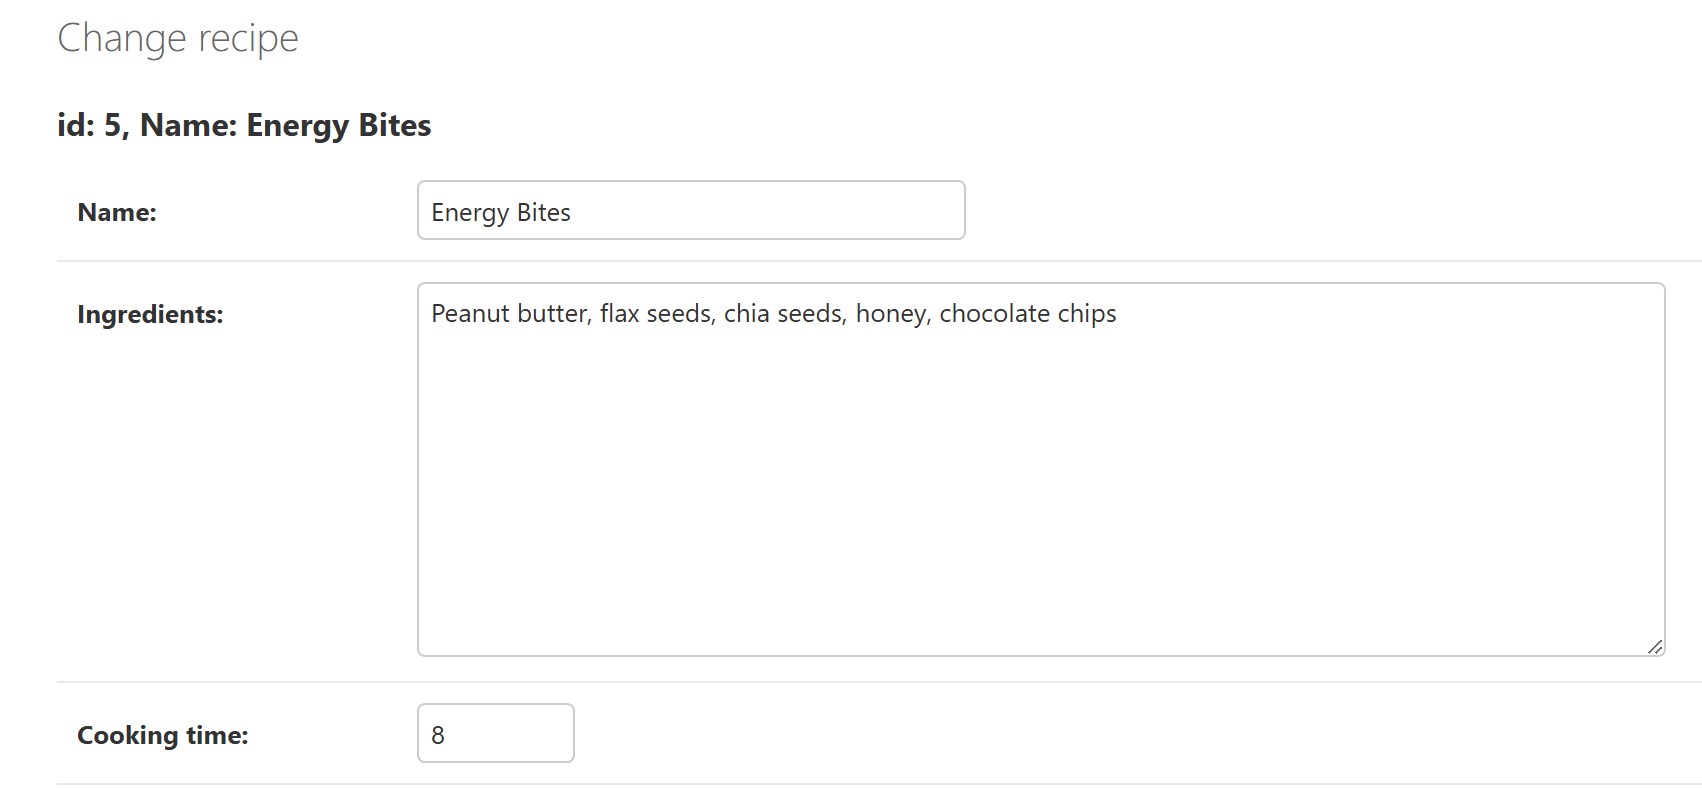 Change recipe
id: 5, Name: Energy Bites
Name:
Energy Bites
Ingredients:
Peanut butter, flax seeds, chia seeds, honey, chocolate chips
Cooking time:
8